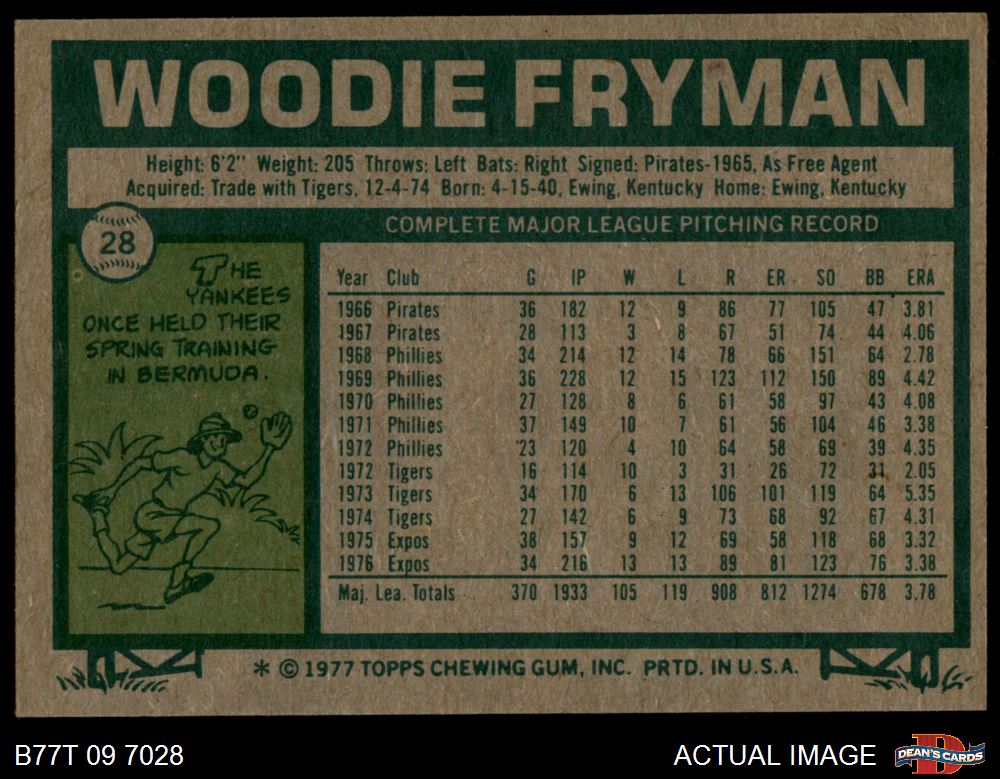 WOODIE FRYMAN
Height: 6'2" Weight: 205 Throws: Left Bats: Right Signed: Pirates-1965, As Free Agent
Acquired: Trade with Tigers, 12-4-74 Born: 4-15-40, Ewing, Kentucky Home: Ewing, Kentucky
28
THE
YANKEES
ONCE HELD THEIR
SPRING TRAINING
IN BERMUDA.
COMPLETE MAJOR LEAGUE PITCHING RECORD
Year Club G IP W L R ER SO BB ERA
1966 Pirates 36 182 12 9 86 77 105 47 3.81
1967 Pirates 28 113 3 8 67 51 74 44 4.06
1968 Phillies 34 214 12 14 78 66 151 64 2.78
1969 Phillies 36 228 12 15 123 112 150 89 4.42
1970 Phillies 27 128 8 6 61 58 97 43 4.08
1971 Phillies 37 149 10 7 61 56 104 46 3.38
1972 Phillies 23 120 4 10 64 58 69 39 4.35
1972 Tigers 16 114 10 3 31 26 72 31 2.05
1973 Tigers 34 170 6 13 106 101 119 64 5.35
1974 Tigers 27 142 6 9 73 68 92 67 4.31
1975 Expos 38 157 9 12 69 58 118 68 3.32
1976 Expos 34 216 13 13 89 81 123 76 3.38
Maj. Lea. Totals 370 1933 105 119 908 812 1274 678 3.78
* © 1977 TOPPS CHEWING GUM, INC. PRTD. IN U.S.A.
B77T 09 7028
ACTUAL IMAGE
D
DEAN'S CARDS